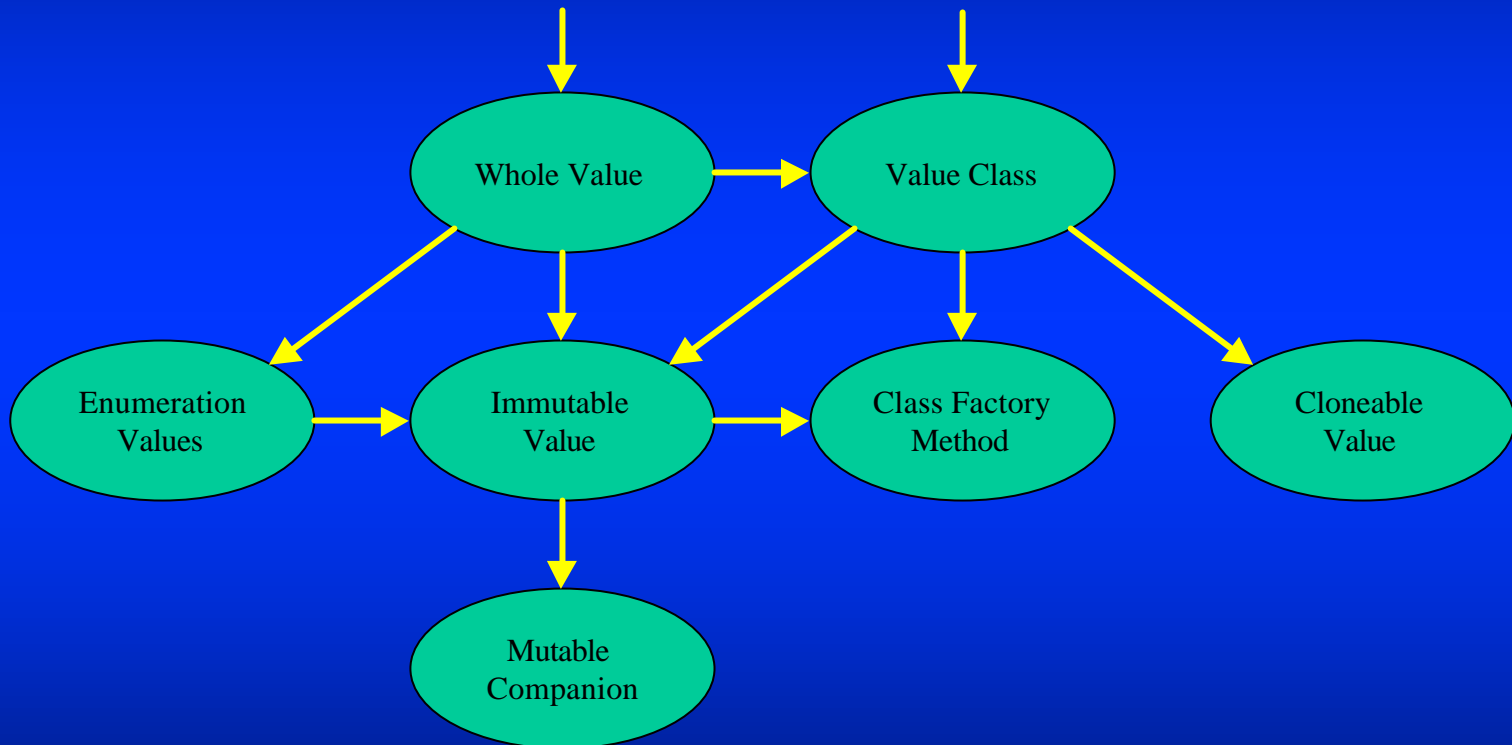 Whole Value
Value Class
Enumeration
Values
Immutable
Value
Class Factory
Method
Cloneable
Value
Mutable
Companion